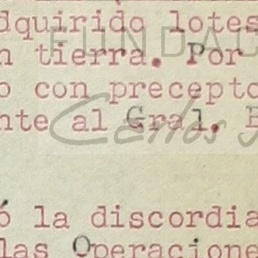 dquirido lotes
n tierra. Por
o con precepto
nte al Gral.
ó la discordia
las Operacione